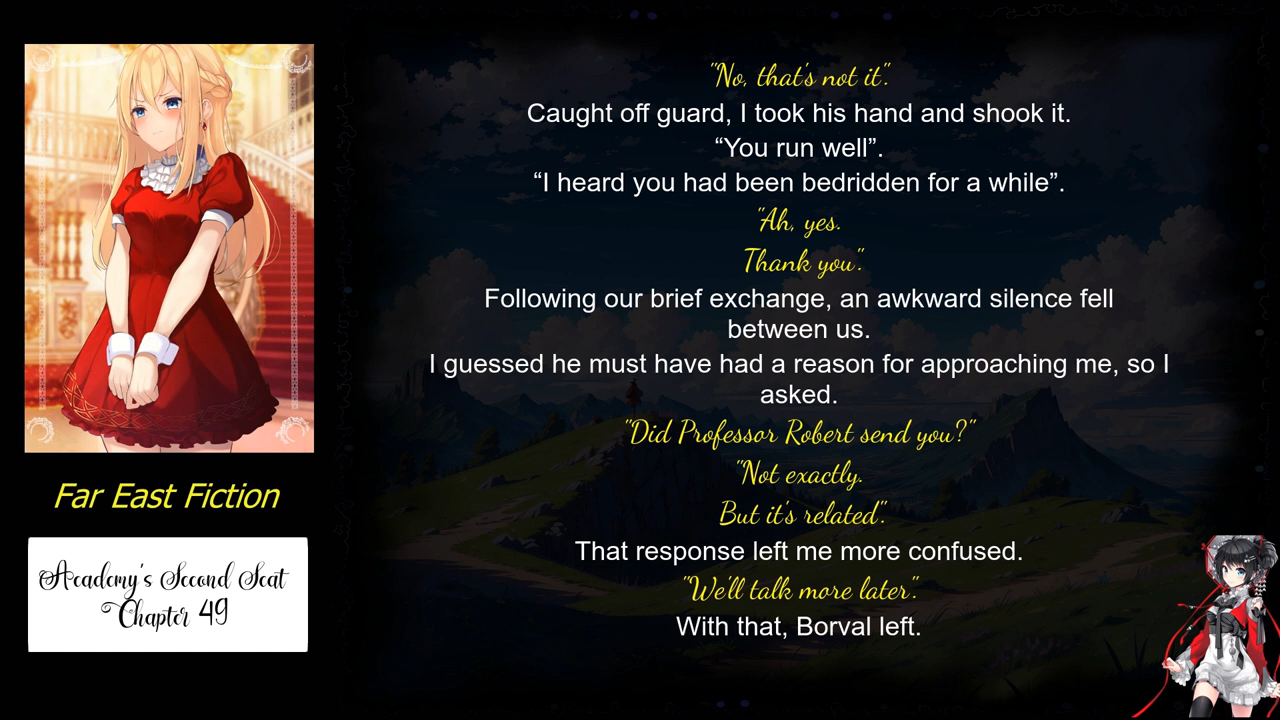 "No, that's not it".
Caught off guard, I took his hand and shook it.
“You run well”.
“I heard you had been bedridden for a while”.
"Ah, yes.
Thank you".
Following our brief exchange, an awkward silence fell
between us.
I guessed he must have had a reason for approaching me, so I
asked.
"Did Professor Robert send you?"
"Not exactly.
But it's related".
That response left me more confused.
"We'll talk more later".
With that, Borval left.
Far East Fiction
Academy's Second Seat
Chapter 49